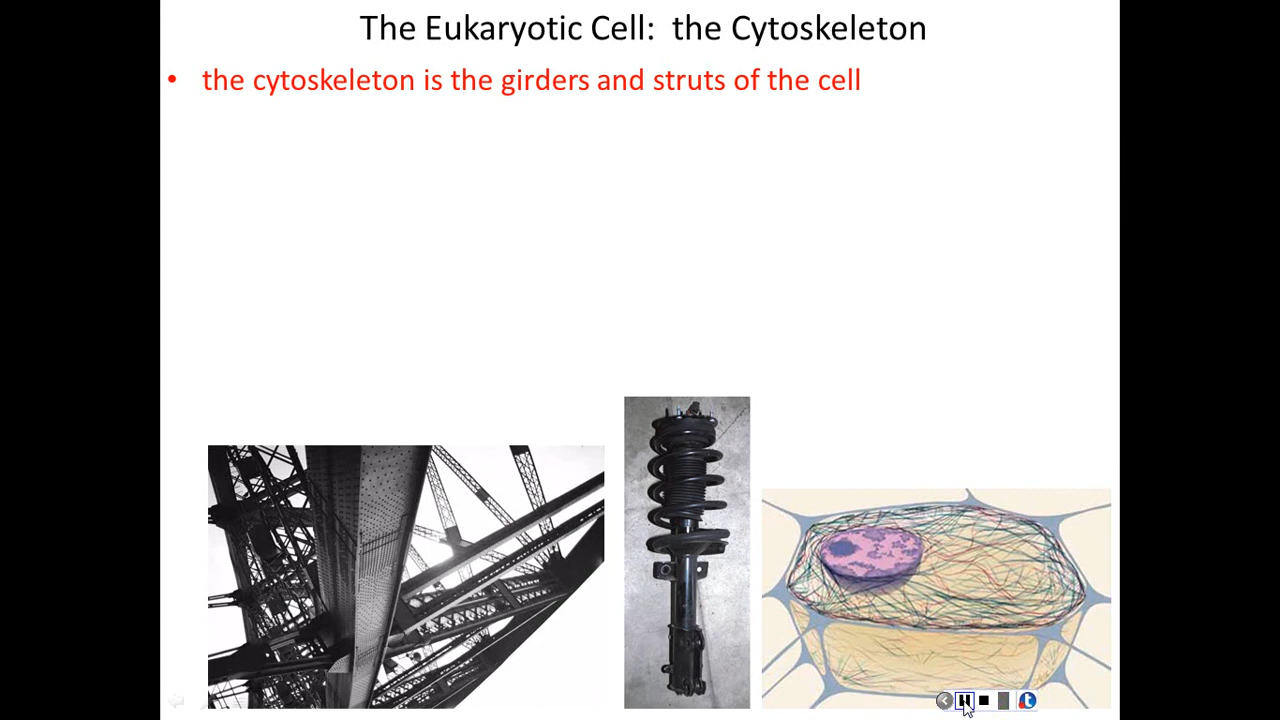 The Eukaryotic Cell:  the Cytoskeleton
• the cytoskeleton is the girders and struts of the cell